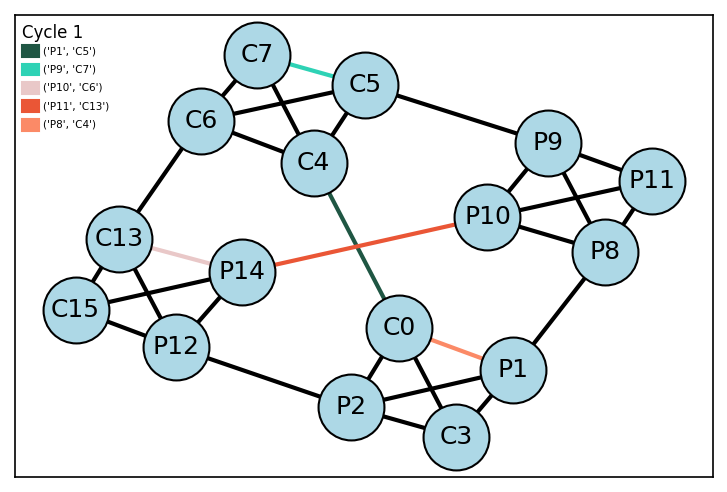 Cycle 1
('P1', 'C5')
('P9', 'C7')
('P10', 'C6')
('P11', 'C13')
('P8', 'C4')
C7
C5
C6
C4
P9
P11
P10
P8
C13
P14
C15
P12
C0
P1
P2
C3